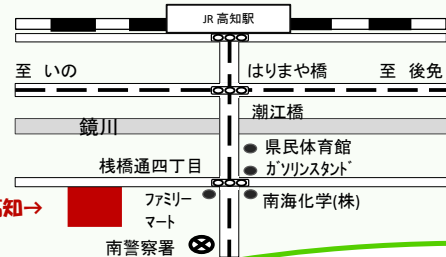 JR 高知駅
至 いの
はりまや橋
至 後免
潮江橋
鏡川
県民体育館
ｶﾞｿﾘﾝｽﾀﾝﾄﾞ
桟橋通四丁目
ファミリー
マート
南海化学(株)
知→
南警察署